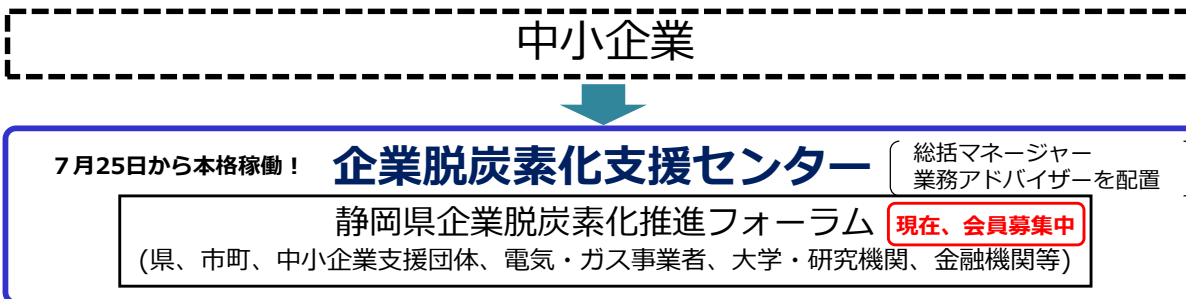 中小企業
7月25日から本格稼働！ 企業脱炭素化支援センター 総括マネージャー
業務アドバイザーを配置
静岡県企業脱炭素化推進フォーラム 現在、会員募集中
(県、市町、中小企業支援団体、電気・ガス事業者、大学・研究機関、金融機関等)